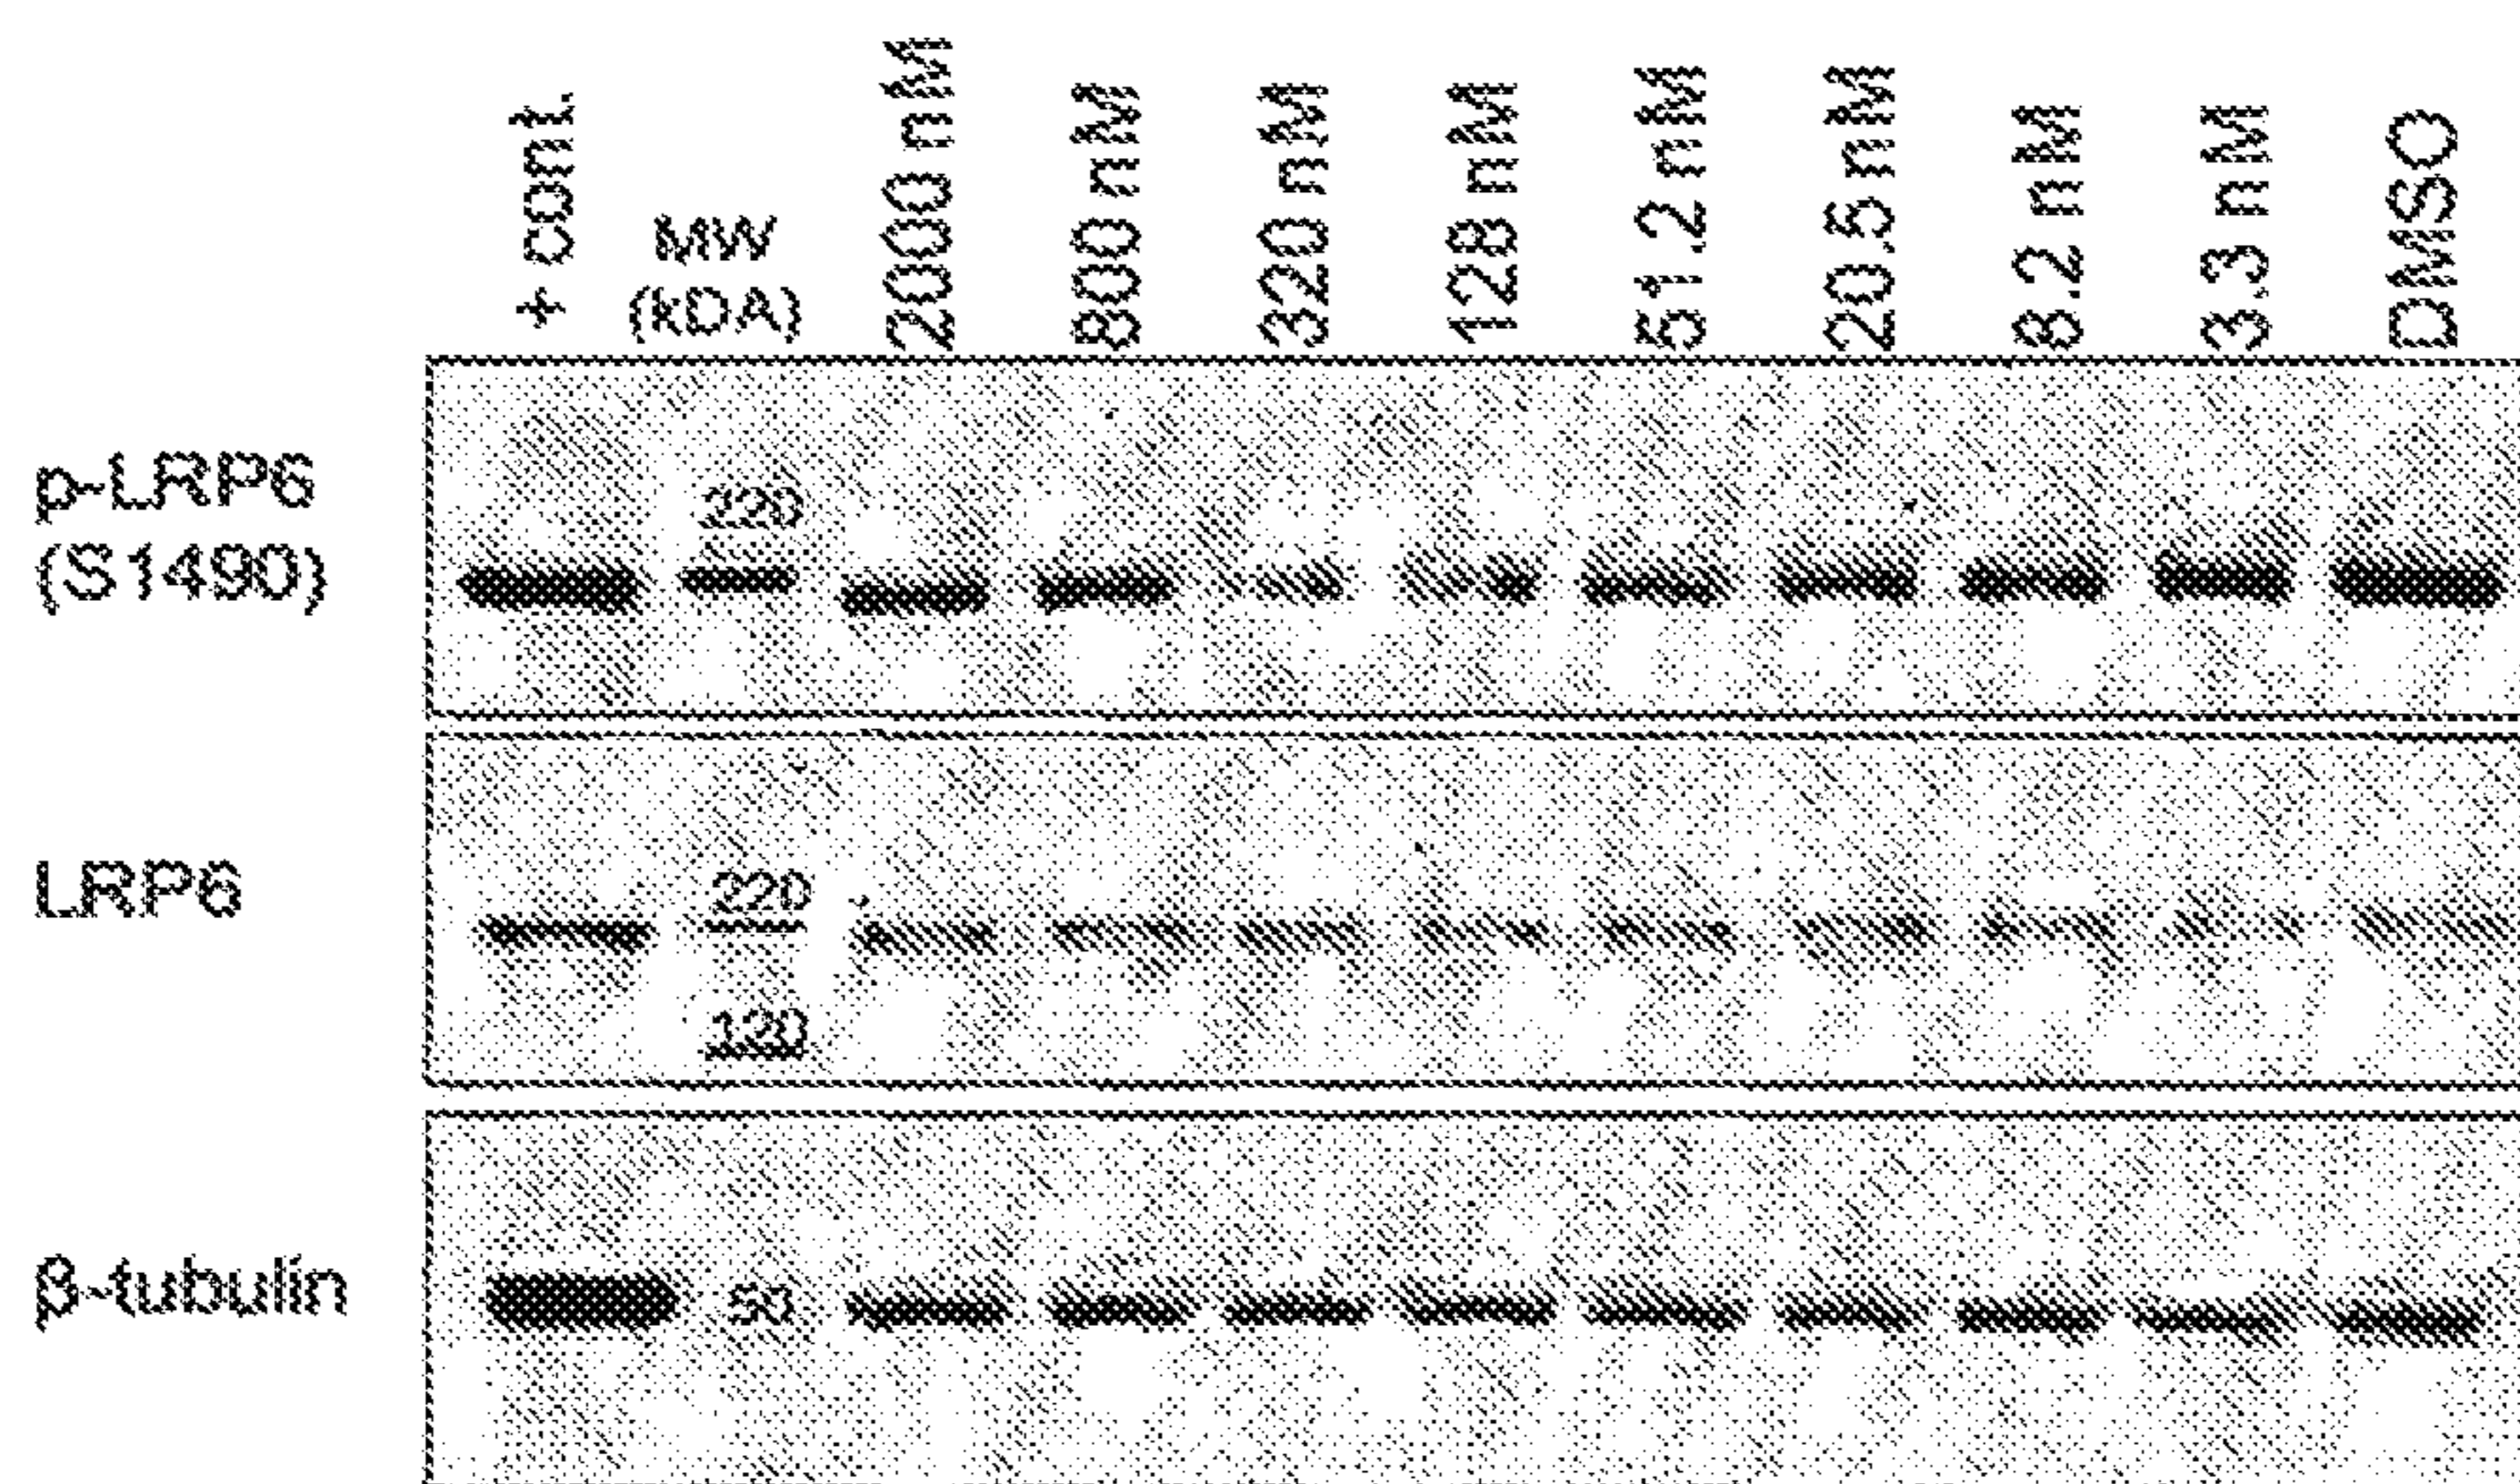 + cont.
MW
(kDA)
2000 nM
800 nM
320 nM
128 nM
51.2 nM
20.5 nM
8.2 nM
3.3 nM
DMSO
p-LRP6
(S1490)
220
LRP6
220
120
β-tubulin
50